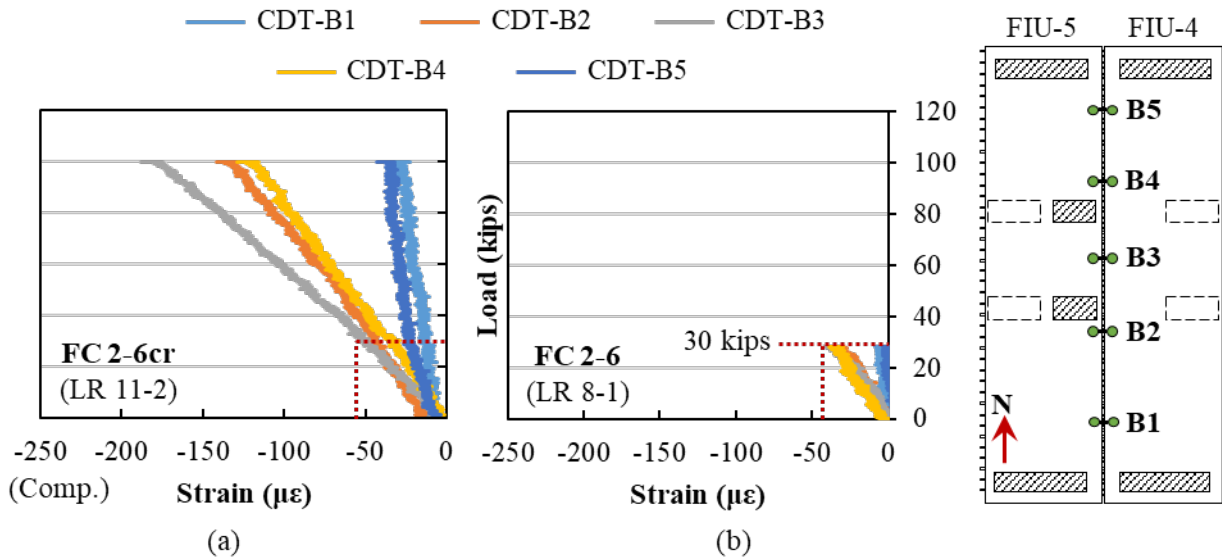 CDT-B1 CDT-B2 CDT-B3
CDT-B4 CDT-B5
FC 2-6cr
(LR 11-2)
-250 -200 -150 -100 -50 0
(Comp.) Strain (με)
(a)
120
100
80
60
40
20
0
Load (kips)
30 kips
FC 2-6
(LR 8-1)
-250 -200 -150 -100 -50 0
Strain (με)
(b)
FIU-5 FIU-4
B5
B4
B3
B2
N
B1